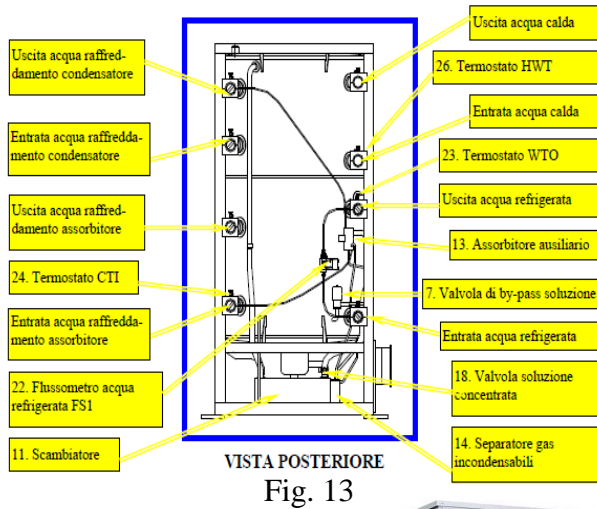 Uscita acqua raffred-
damento condensatore
Entrata acqua raffredda-
mento condensatore
Uscita acqua raffred-
damento assorbitore
24. Termostato CTI
Entrata acqua raffredda-
mento assorbitore
22. Flussometro acqua
refrigerata FS1
11. Scambiatore
Uscita acqua calda
26. Termostato HWT
Entrata acqua calda
23. Termostato WTO
Uscita acqua refrigerata
13. Assorbitore ausiliario
7. Valvola di by-pass soluzione
Entrata acqua refrigerata
18. Valvola soluzione
concentrata
14. Separatore gas
incondensabili
VISTA POSTERIORE
Fig. 13